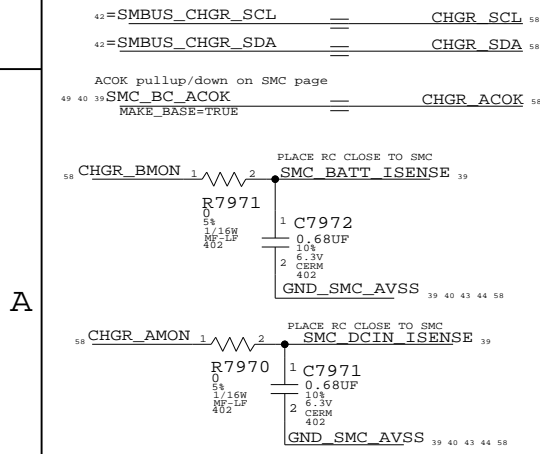 42 =SMBUS_CHGR_SCL CHGR_SCL 58
42 =SMBUS_CHGR_SDA CHGR_SDA 58
ACOK pullup/down on SMC page
49 40 39 SMC_BC_ACOK CHGR_ACOK 58
MAKE_BASE=TRUE
PLACE RC CLOSE TO SMC
58 CHGR_BMON 1 2 SMC_BATT_ISENSE 39
R7971
0
5%
1/16W
MF-LF
402
1 C7972
0.68UF
10%
6.3V
2 CERM
402
GND_SMC_AVSS 39 40 43 44 58
A
PLACE RC CLOSE TO SMC
58 CHGR_AMON 1 2 SMC_DCIN_ISENSE 39
R7970
0
5%
1/16W
MF-LF
402
1 C7971
0.68UF
10%
6.3V
2 CERM
402
GND_SMC_AVSS 39 40 43 44 58